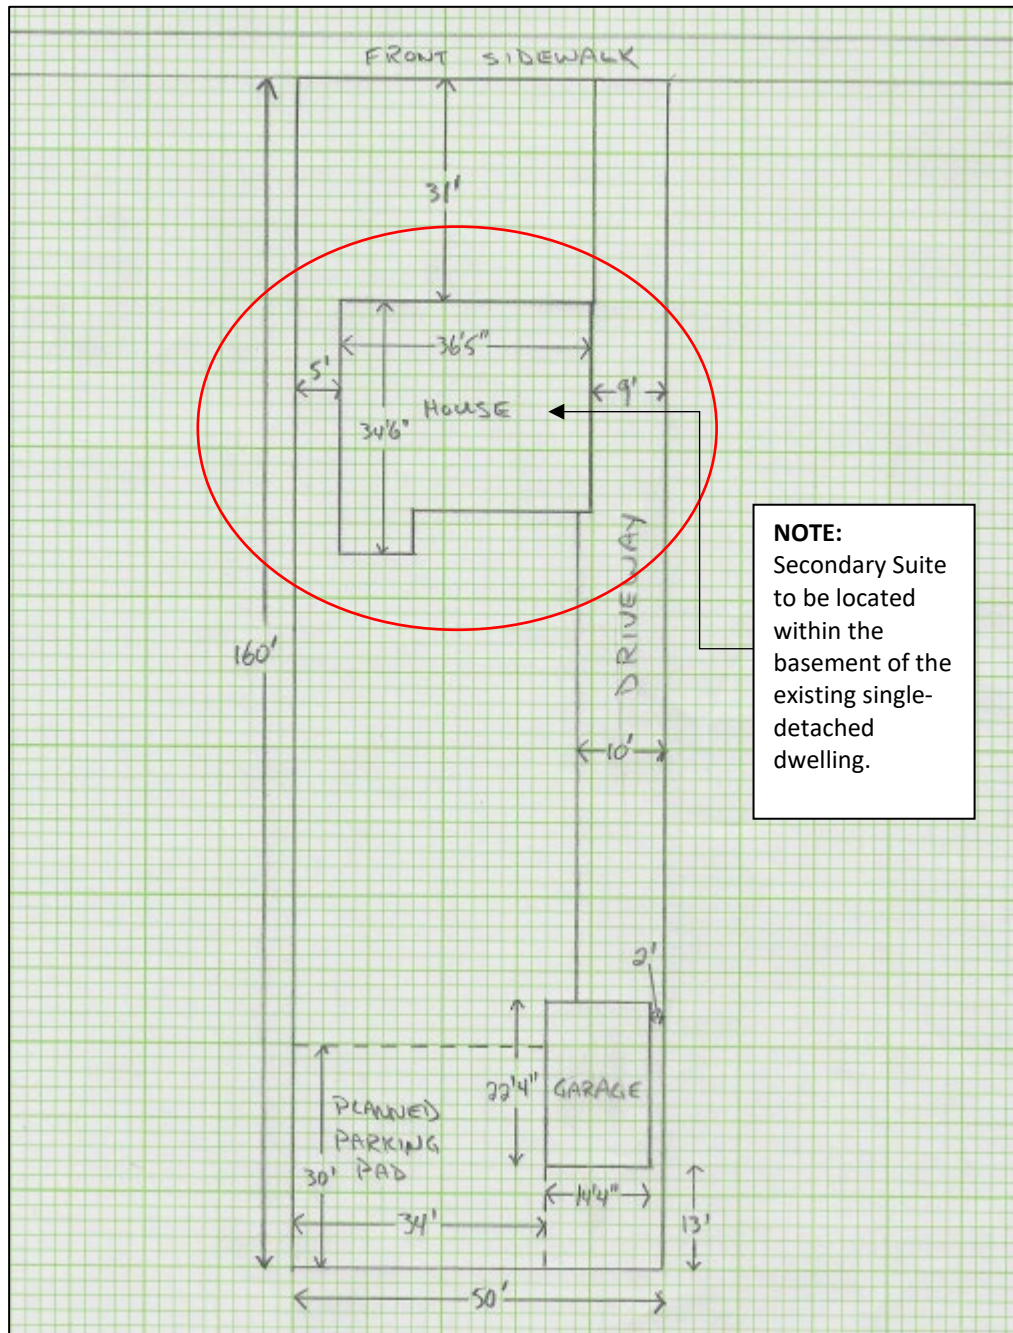 FRONT SIDEWALK
31'
36'5"
5'
9'
HOUSE
34'6"
NOTE:
Secondary Suite
to be located
within the
basement of the
existing single-
detached
dwelling.
DRIVEWAY
160'
10'
2'
22'4"
GARAGE
PLANNED
PARKING
PAD
30'
14'4"
34'
13'
50'